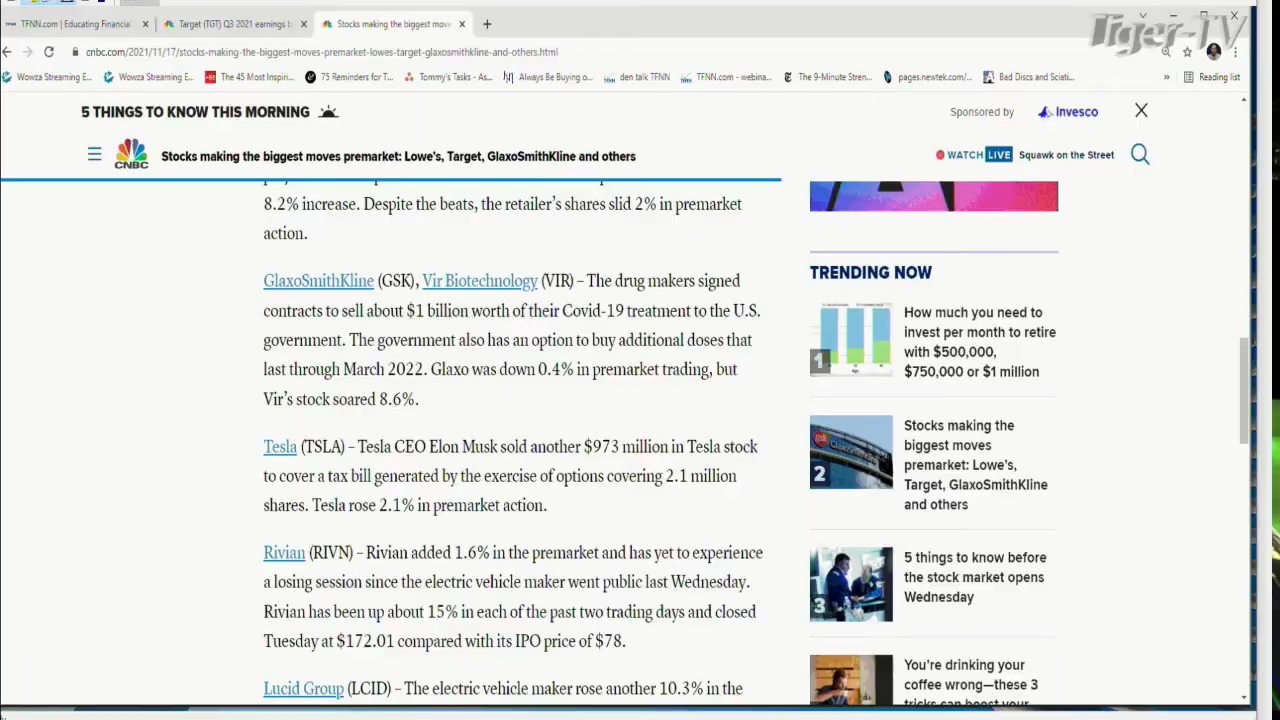 TFNN.com | Educating Financial
Target (TGT) Q3 2021 earnings b
Stocks making the biggest move
Tiger-TV
cnbc.com/2021/11/17/stocks-making-the-biggest-moves-premarket-lowes-target-glaxosmithkline-and-others.html
Wowza Streaming E...
Wowza Streaming E...
The 45 Most Inspiri...
75 Reminders for T...
Tommy's Tasks - As...
Always Be Buying o...
den talk TFNN
TFNN.com - webina...
The 9-Minute Stren...
pages.newtek.com/...
Bad Discs and Sciati...
»
Reading list
5 THINGS TO KNOW THIS MORNING
Sponsored by
Invesco
CNBC
Stocks making the biggest moves premarket: Lowe's, Target, GlaxoSmithKline and others
WATCH LIVE Squawk on the Street
8.2% increase. Despite the beats, the retailer's shares slid 2% in premarket
action.
GlaxoSmithKline (GSK), Vir Biotechnology (VIR) – The drug makers signed
contracts to sell about $1 billion worth of their Covid-19 treatment to the U.S.
government. The government also has an option to buy additional doses that
last through March 2022. Glaxo was down 0.4% in premarket trading, but
Vir's stock soared 8.6%.
Tesla (TSLA) – Tesla CEO Elon Musk sold another $973 million in Tesla stock
to cover a tax bill generated by the exercise of options covering 2.1 million
shares. Tesla rose 2.1% in premarket action.
Rivian (RIVN) – Rivian added 1.6% in the premarket and has yet to experience
a losing session since the electric vehicle maker went public last Wednesday.
Rivian has been up about 15% in each of the past two trading days and closed
Tuesday at $172.01 compared with its IPO price of $78.
Lucid Group (LCID) – The electric vehicle maker rose another 10.3% in the
TRENDING NOW
1
How much you need to
invest per month to retire
with $500,000,
$750,000 or $1 million
2
Stocks making the
biggest moves
premarket: Lowe's,
Target, GlaxoSmithKline
and others
3
5 things to know before
the stock market opens
Wednesday
You're drinking your
coffee wrong—these 3
tricks can boost your